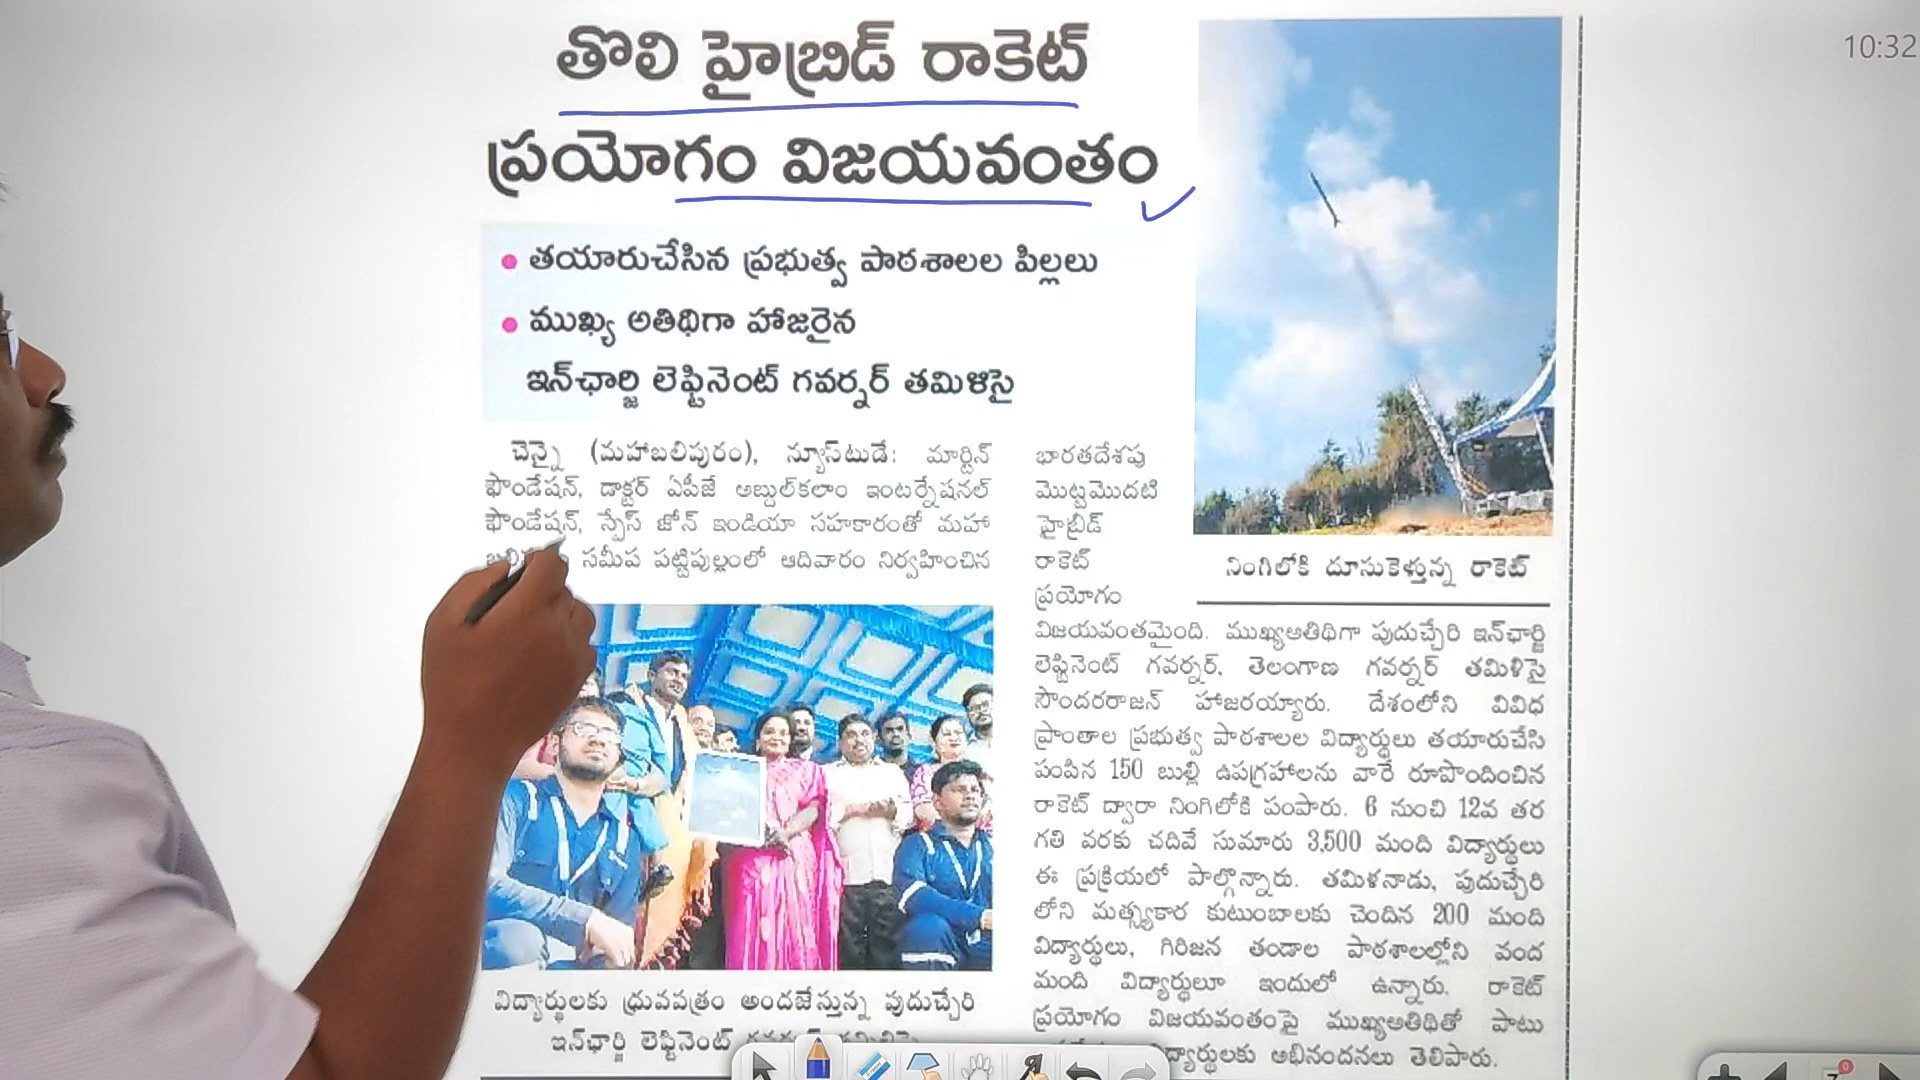 తొలి హైబ్రిడ్ రాకెట్
ప్రయోగం విజయవంతం
10:32
• తయారుచేసిన ప్రభుత్వ పాఠశాలల పిల్లలు
• ముఖ్య అతిథిగా హాజరైన
ఇన్‌ఛార్జి లెఫ్టినెంట్ గవర్నర్ తమిళిసై
చెన్నై (మహాబలిపురం), న్యూస్‌టుడే: మార్టిన్
ఫౌండేషన్, డాక్టర్ ఏపీజే అబ్దుల్‌కలాం ఇంటర్నేషనల్
ఫౌండేషన్, స్పేస్ జోన్ ఇండియా సహకారంతో మహా
సమీప పట్టిపుల్లంలో ఆదివారం నిర్వహించిన
విద్యార్థులకు ధ్రువపత్రం అందజేస్తున్న పుదుచ్చేరి
ఇన్‌ఛార్జి లెఫ్టినెంట్
భారతదేశపు
మొట్టమొదటి
హైబ్రిడ్
రాకెట్
ప్రయోగం
నింగిలోకి దూసుకెళ్తున్న రాకెట్
విజయవంతమైంది. ముఖ్యఅతిథిగా పుదుచ్చేరి ఇన్‌ఛార్జి
లెఫ్టినెంట్ గవర్నర్, తెలంగాణ గవర్నర్ తమిళిసై
సౌందరరాజన్ హాజరయ్యారు. దేశంలోని వివిధ
ప్రాంతాల ప్రభుత్వ పాఠశాలల విద్యార్థులు తయారుచేసి
పంపిన 150 బుల్లి ఉపగ్రహాలను వారే రూపొందించిన
రాకెట్ ద్వారా నింగిలోకి పంపారు. 6 నుంచి 12వ తర
గతి వరకు చదివే సుమారు 3,500 మంది విద్యార్థులు
ఈ ప్రక్రియలో పాల్గొన్నారు. తమిళనాడు, పుదుచ్చేరి
లోని మత్స్యకార కుటుంబాలకు చెందిన 200 మంది
విద్యార్థులు, గిరిజన తండాల పాఠశాలల్లోని వంద
మంది విద్యార్థులూ ఇందులో ఉన్నారు. రాకెట్
ప్రయోగం విజయవంతంపై ముఖ్యఅతిథితో పాటు
విద్యార్థులకు అభినందనలు తెలిపారు.